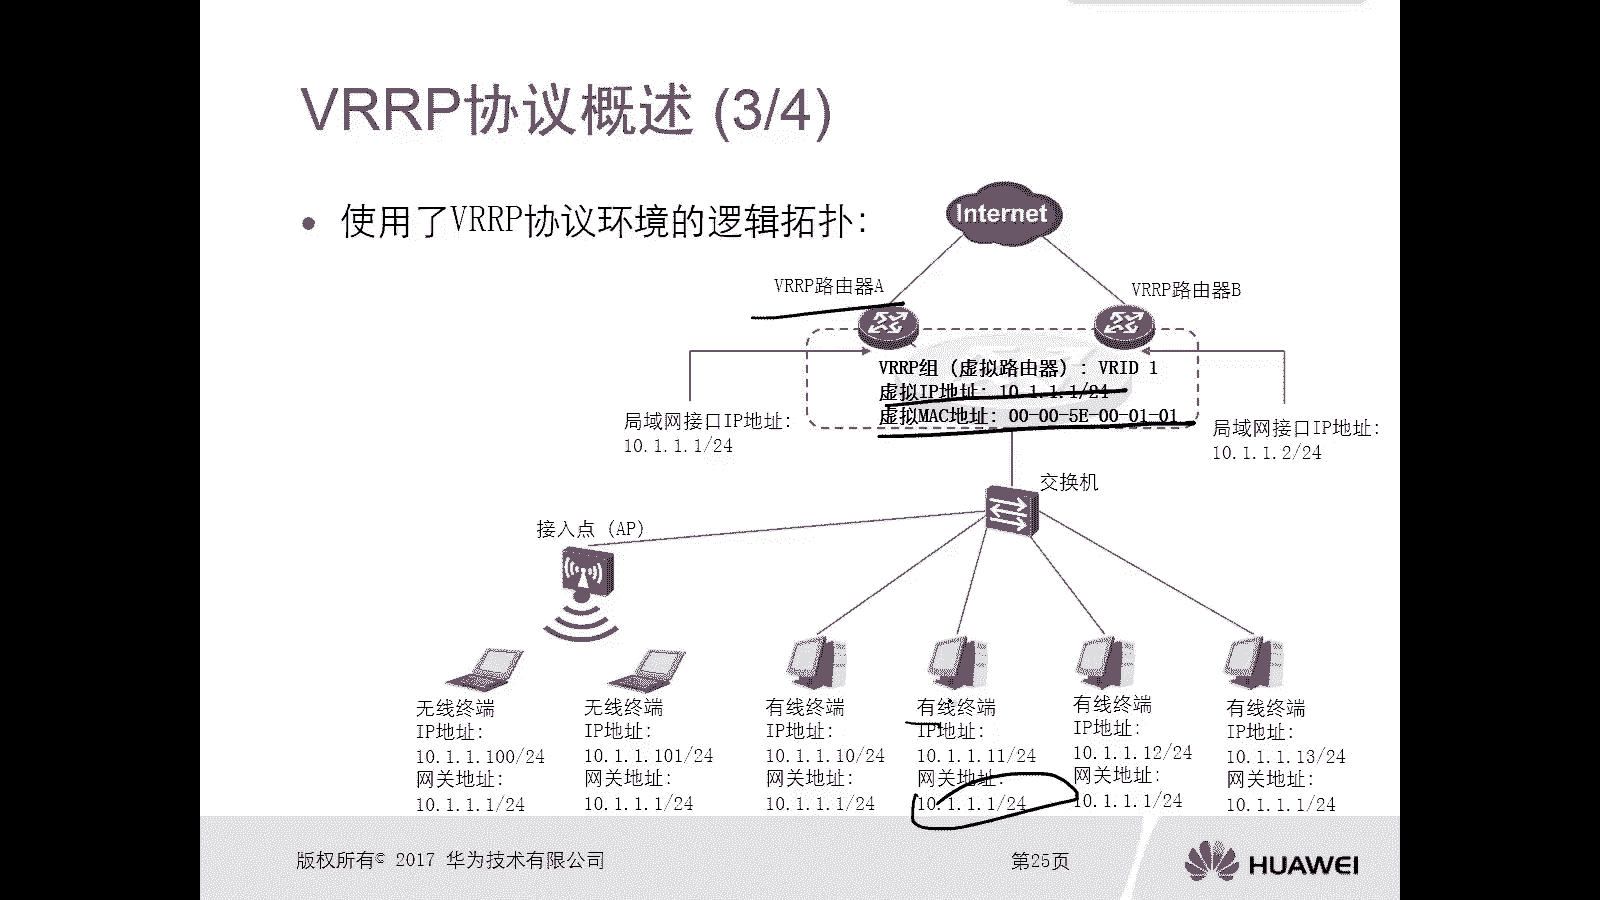 VRRP协议概述 (3/4)
使用了VRRP协议环境的逻辑拓扑：
Internet
VRRP路由器A
VRRP路由器B
VRRP组（虚拟路由器）：VRID 1
虚拟IP地址：10.1.1.1/24
虚拟MAC地址：00-00-5E-00-01-01
局域网接口IP地址：
10.1.1.1/24
局域网接口IP地址：
10.1.1.2/24
交换机
接入点（AP）
无线终端
IP地址：
10.1.1.100/24
网关地址：
10.1.1.1/24
无线终端
IP地址：
10.1.1.101/24
网关地址：
10.1.1.1/24
有线终端
IP地址：
10.1.1.10/24
网关地址：
10.1.1.1/24
有线终端
IP地址：
10.1.1.11/24
网关地址：
10.1.1.1/24
有线终端
IP地址：
10.1.1.12/24
网关地址：
10.1.1.1/24
有线终端
IP地址：
10.1.1.13/24
网关地址：
10.1.1.1/24
版权所有© 2017 华为技术有限公司
第25页
HUAWEI